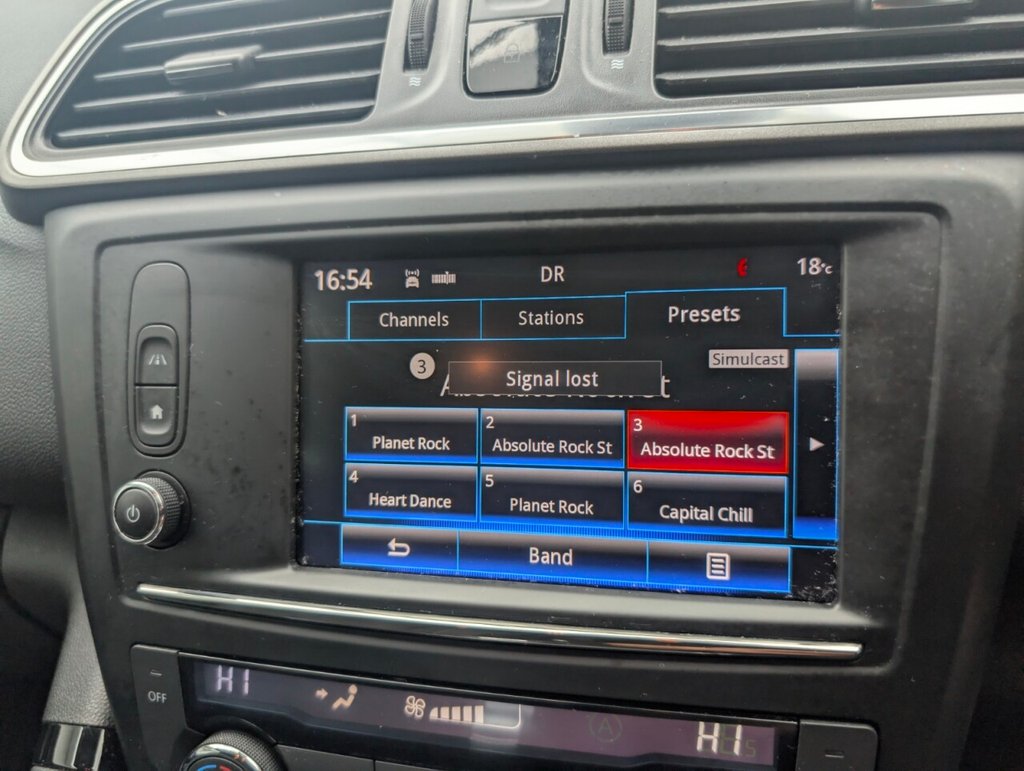 16:54 DR 18°C
Channels Stations Presets
3 Simulcast
Signal lost
1 Planet Rock
2 Absolute Rock St
3 Absolute Rock St
4 Heart Dance
5 Planet Rock
6 Capital Chill
Band
OFF HI A HI